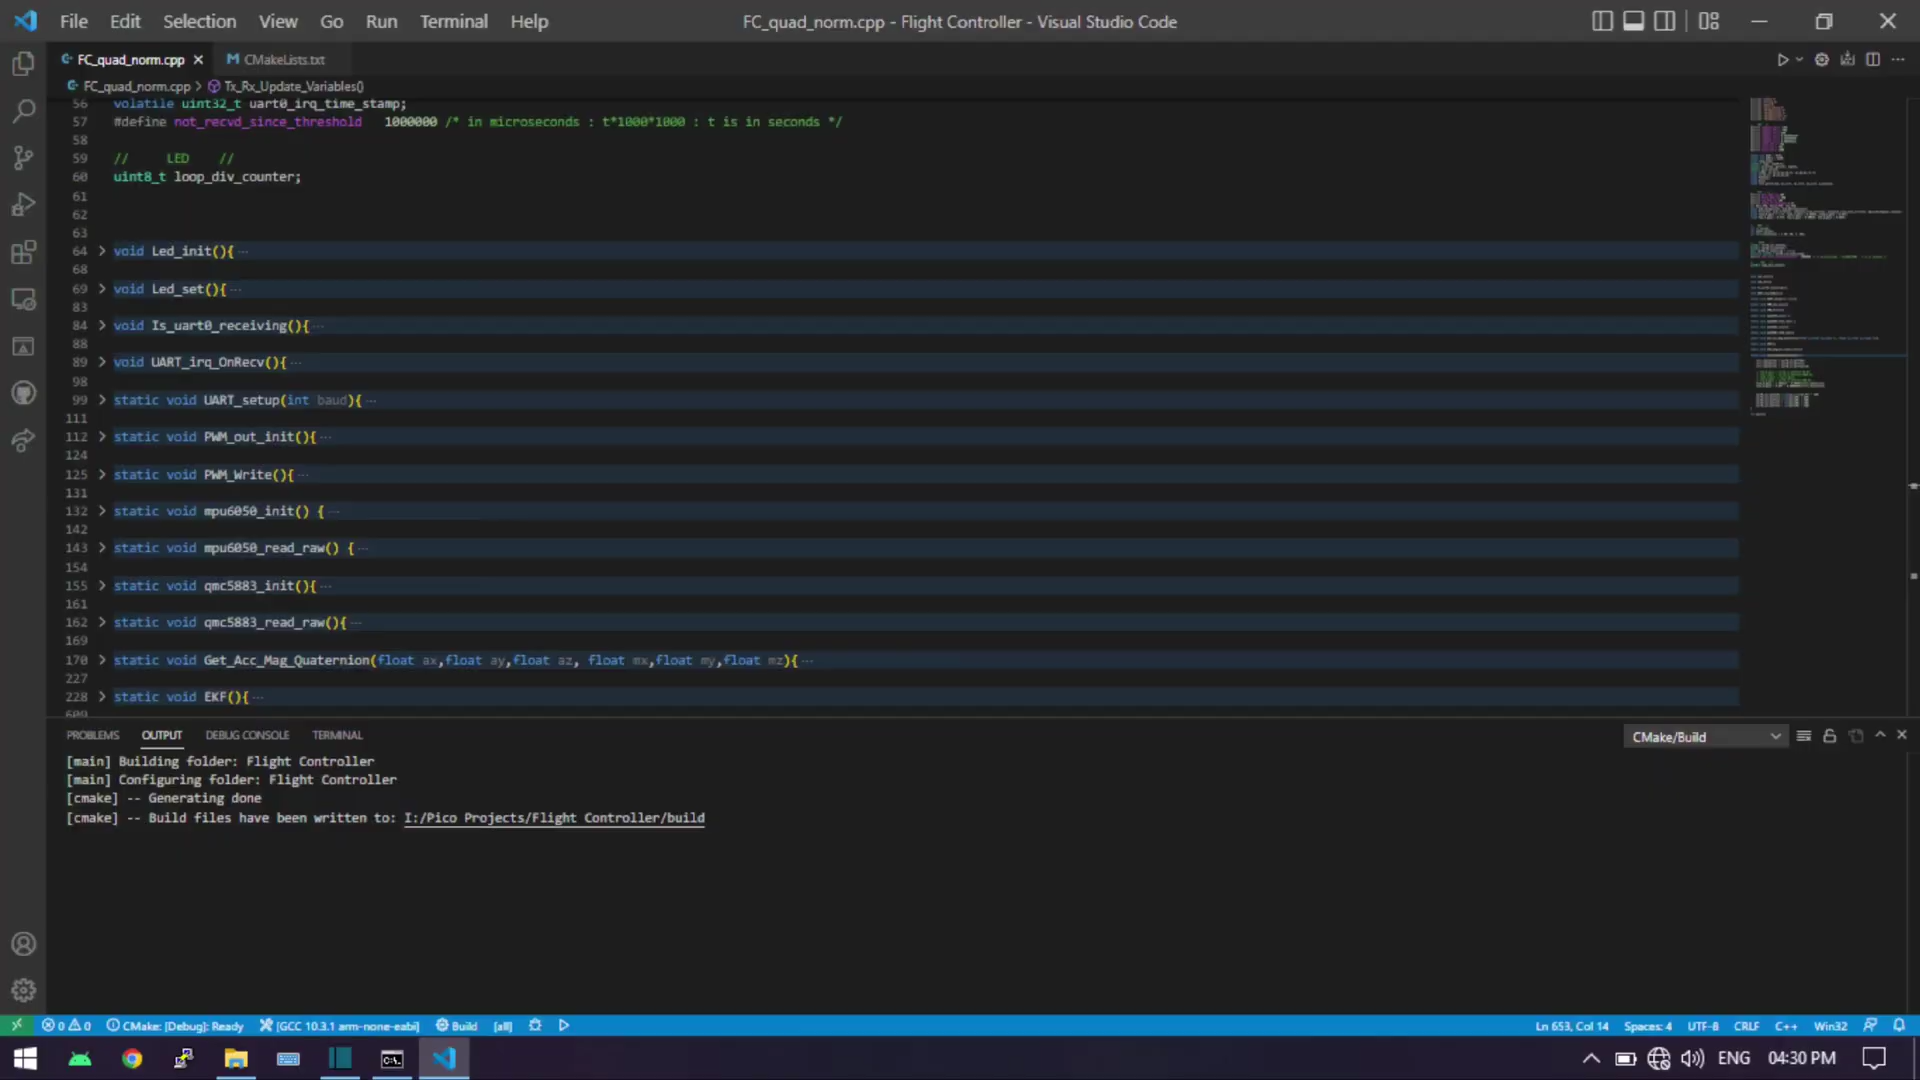 File Edit Selection View Go Run Terminal Help FC_quad_norm.cpp - Flight Controller - Visual Studio Code
FC_quad_norm.cpp CMakeLists.txt
FC_quad_norm.cpp > Tx_Rx_Update_Variables()
56 volatile uint32_t uart0_irq_time_stamp;
57 #define not_recvd_since_threshold 1000000 /* in microseconds : t*1000*1000 : t is in seconds */
58
59 // LED //
60 uint8_t loop_div_counter;
61
62
63
64 void Led_init(){ ...
68
69 void Led_set(){ ...
83
84 void Is_uart0_receiving(){ ...
88
89 void UART_irq_OnRecv(){ ...
98
99 static void UART_setup(int baud){ ...
111
112 static void PWM_out_init(){ ...
124
125 static void PWM_Write(){ ...
131
132 static void mpu6050_init() { ...
142
143 static void mpu6050_read_raw() { ...
154
155 static void qmc5883_init(){ ...
161
162 static void qmc5883_read_raw(){ ...
169
170 static void Get_Acc_Mag_Quaternion(float ax,float ay,float az, float mx,float my,float mz){ ...
227
228 static void EKF(){ ...
609
PROBLEMS OUTPUT DEBUG CONSOLE TERMINAL CMake/Build
[main] Building folder: Flight Controller
[main] Configuring folder: Flight Controller
[cmake] -- Generating done
[cmake] -- Build files have been written to: I:/Pico Projects/Flight Controller/build
0 0 CMake: [Debug]: Ready [GCC 10.3.1 arm-none-eabi] Build [all] Ln 653, Col 14 Spaces: 4 UTF-8 CRLF C++ Win32
ENG 04:30 PM